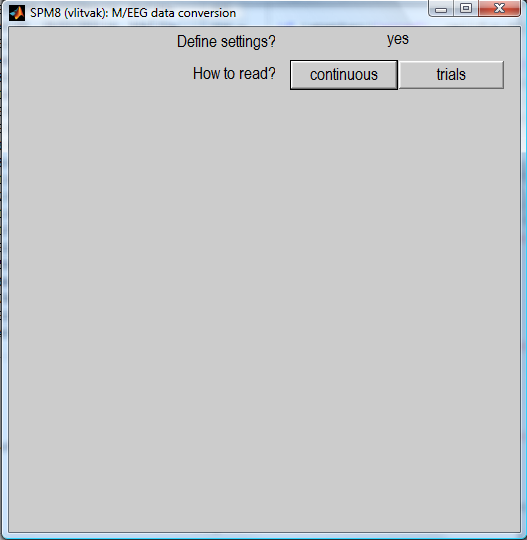 SPM8 (vlitvak): M/EEG data conversion
Define settings? yes
How to read? continuous trials